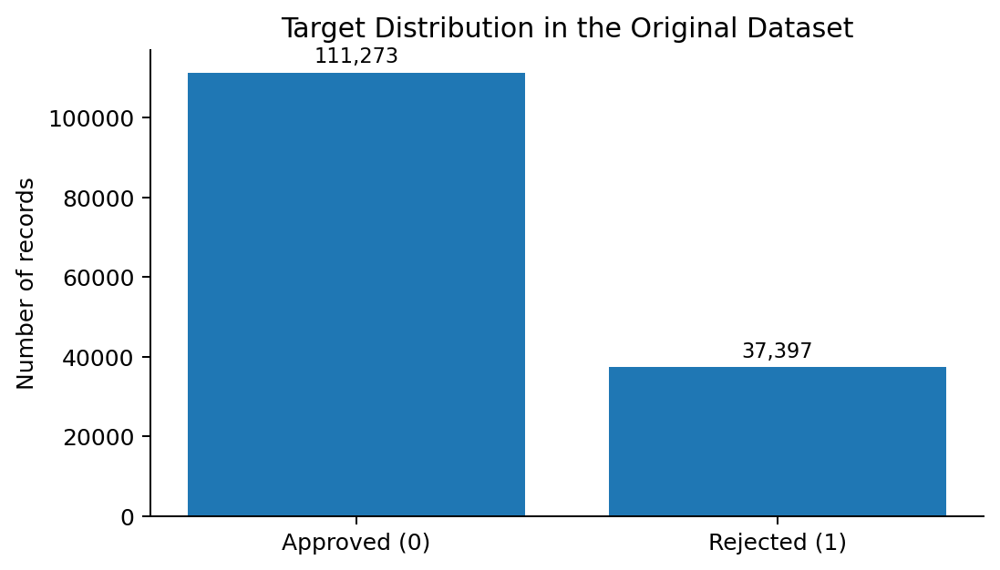 Target Distribution in the Original Dataset
111,273
100000
80000
60000
40000
20000
0
Number of records
37,397
Approved (0)
Rejected (1)